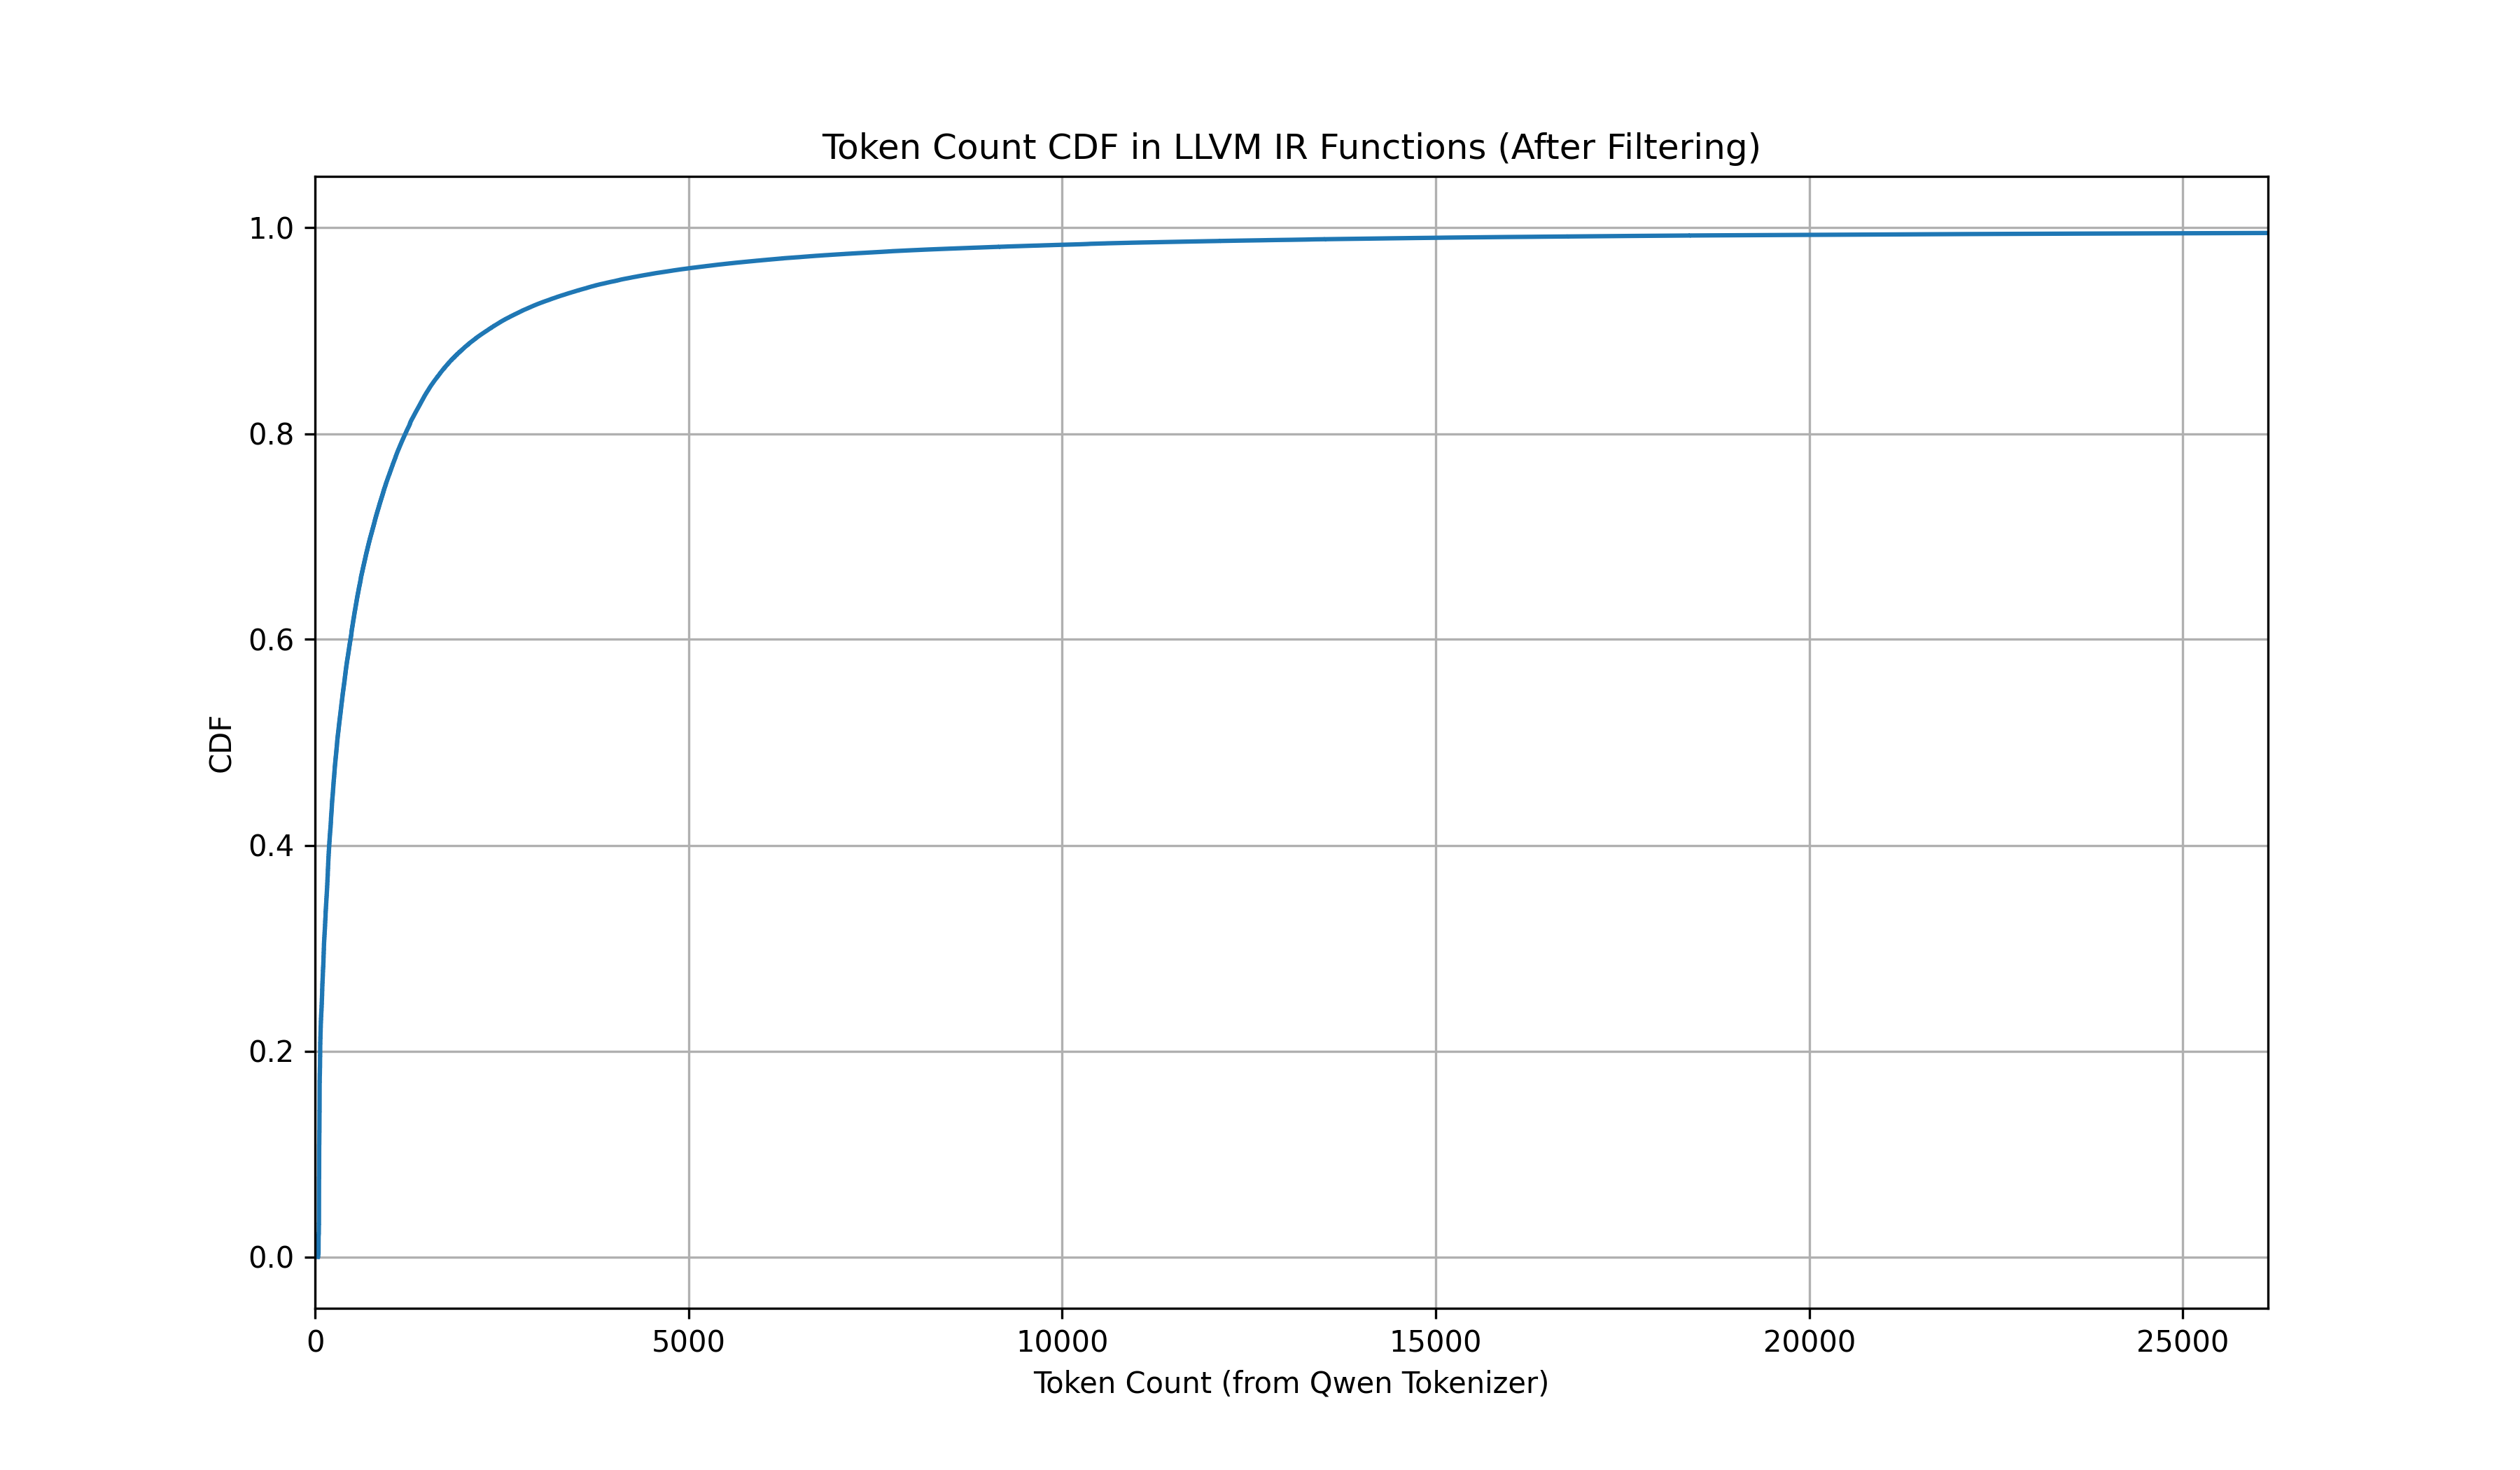 Token Count CDF in LLVM IR Functions (After Filtering)
1.0
0.8
0.6
0.4
0.2
0.0
CDF
0 5000 10000 15000 20000 25000
Token Count (from Qwen Tokenizer)